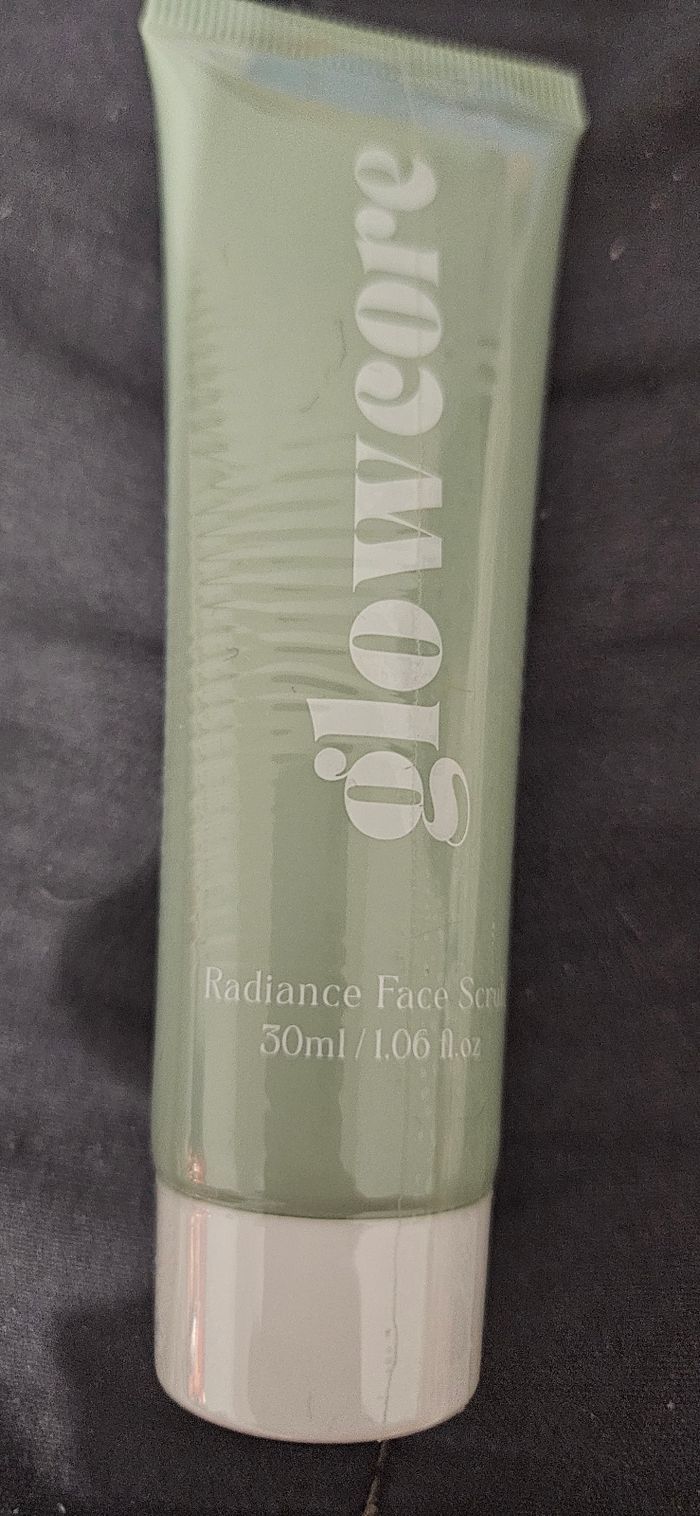 glowcore
Radiance Face Scru
30ml / 1.06 fl.oz